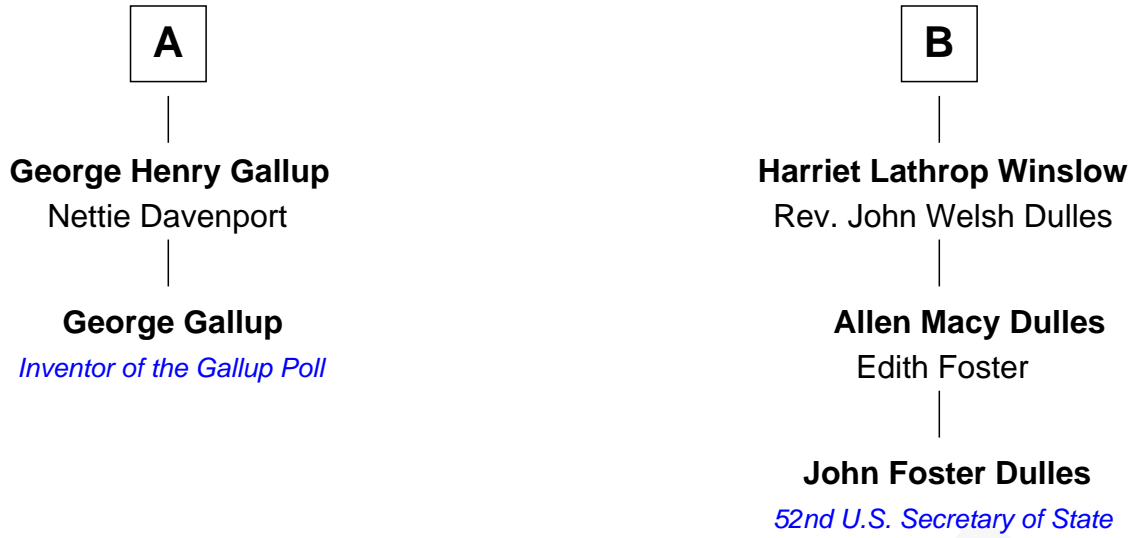 A
George Henry Gallup
Nettie Davenport
George Gallup
Inventor of the Gallup Poll
B
Harriet Lathrop Winslow
Rev. John Welsh Dulles
Allen Macy Dulles
Edith Foster
John Foster Dulles
52nd U.S. Secretary of State